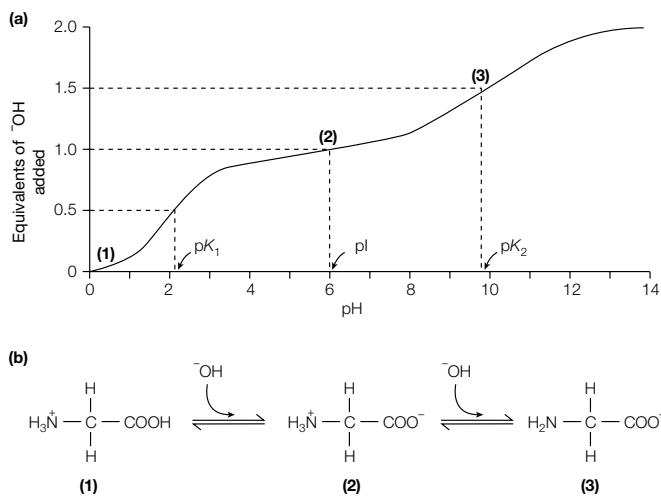 (a)
2.0
1.5
1.0
0.5
0
Equivalents of ⁻OH
added
(1)
(2)
(3)
pK₁
pI
pK₂
0 2 4 6 8 10 12 14
pH
(b)
⁻OH ⁻OH
H H H
H₃N⁺ — C — COOH H₃N⁺ — C — COO⁻ H₂N — C — COO⁻
H H H
(1) (2) (3)